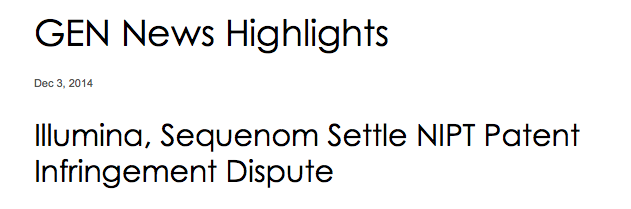 GEN News Highlights
Dec 3, 2014
Illumina, Sequenom Settle NIPT Patent
Infringement Dispute